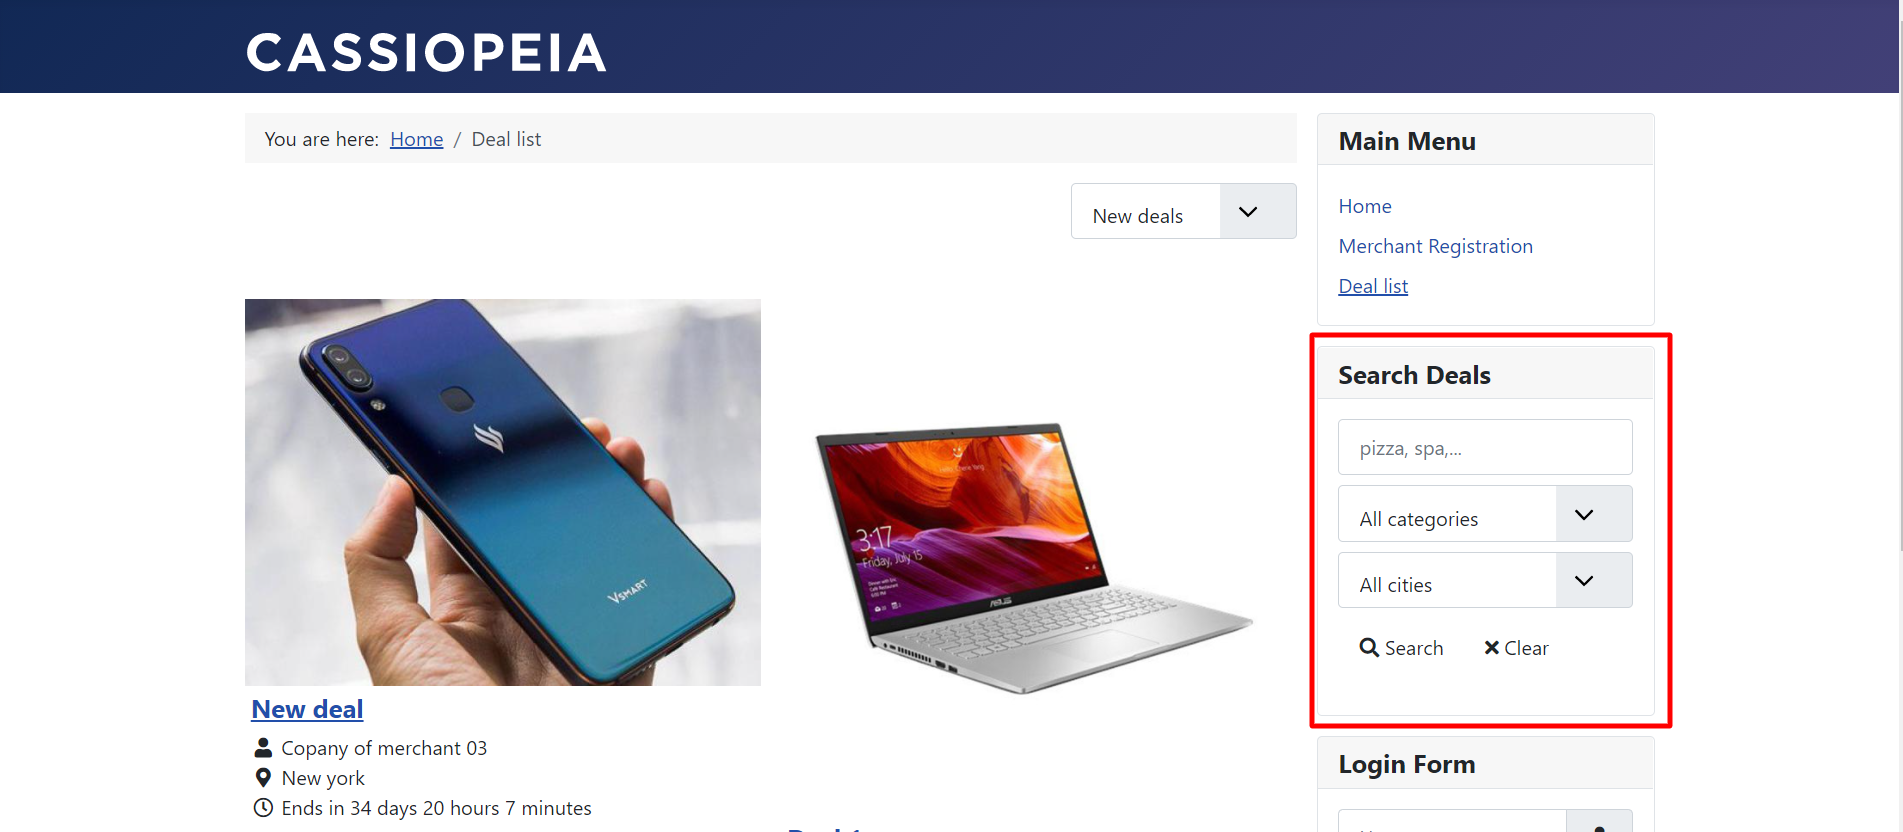 CASSIOPEIA
You are here: Home / Deal list
New deals
VSMART
3:17
Friday, July 15
ASUS
New deal
Copany of merchant 03
New york
Ends in 34 days 20 hours 7 minutes
Main Menu
Home
Merchant Registration
Deal list
Search Deals
pizza, spa,...
All categories
All cities
Search Clear
Login Form